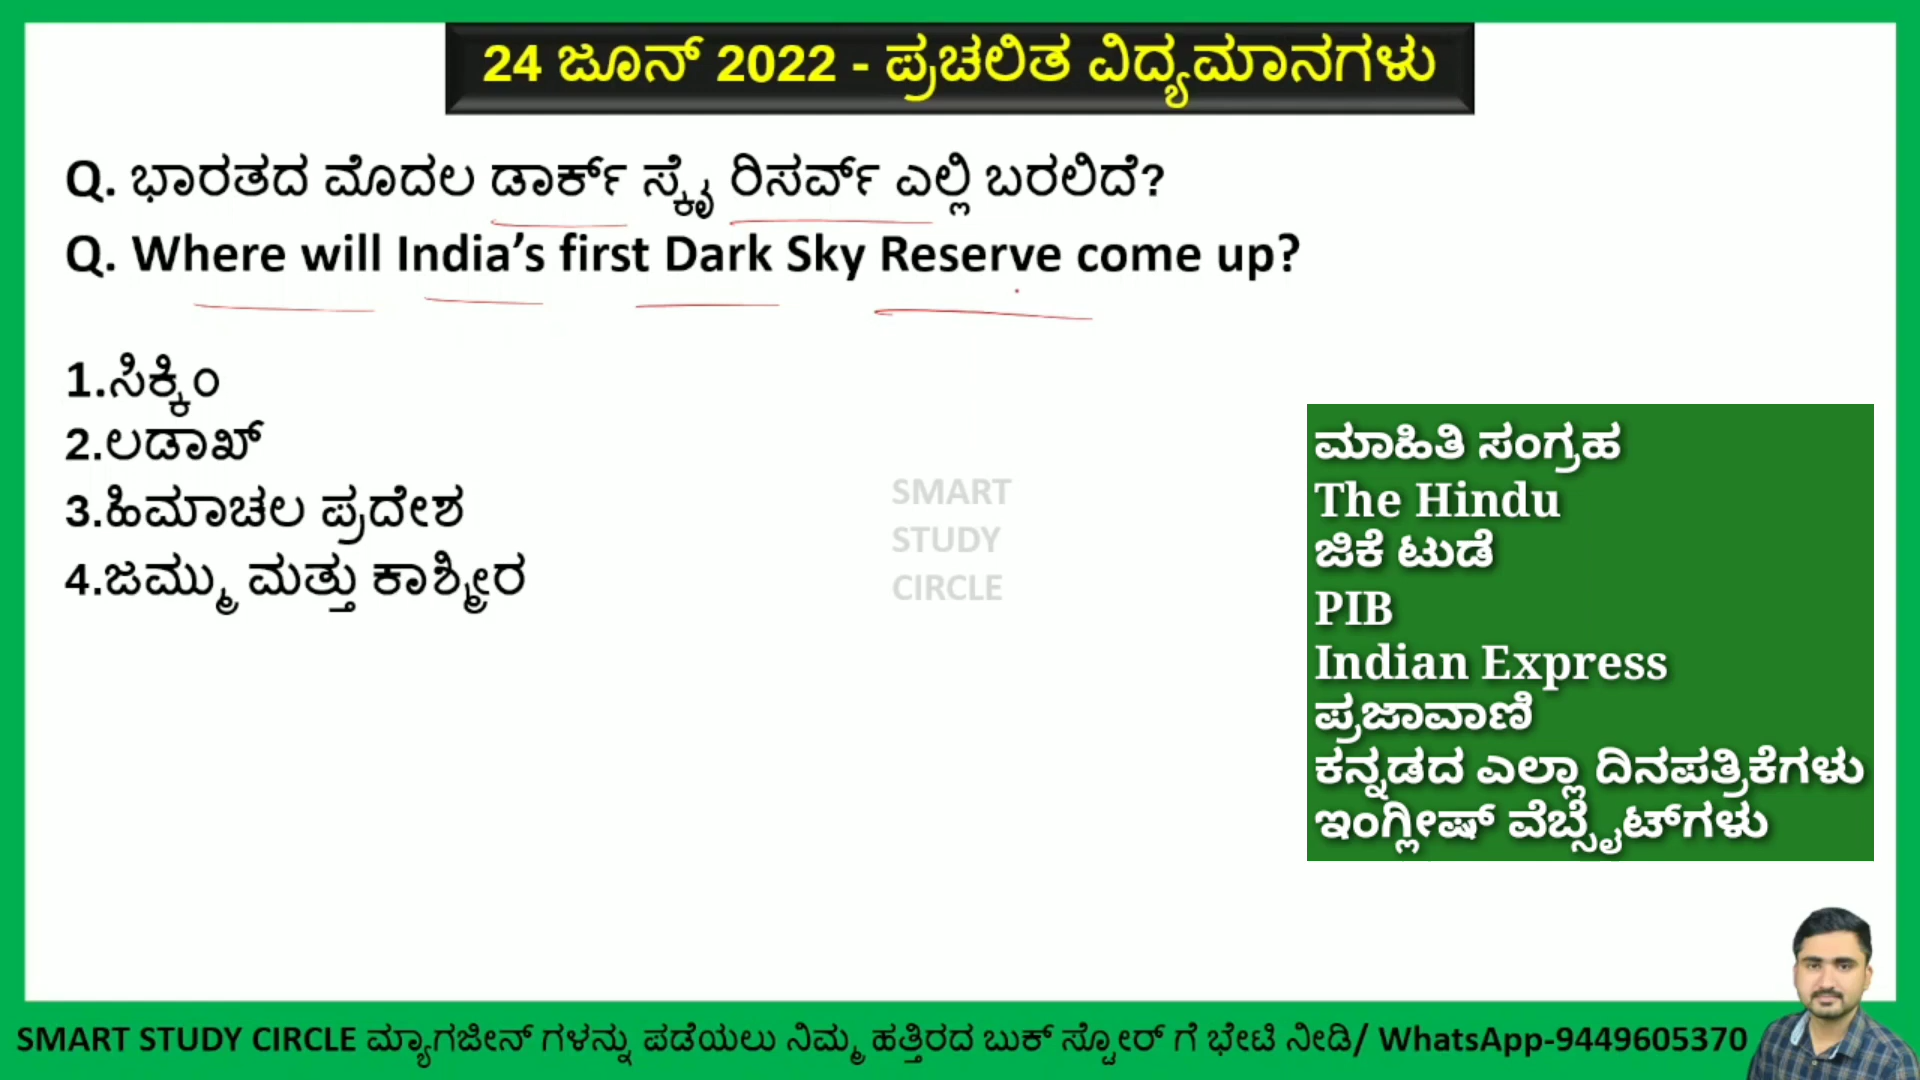 24 ಜೂನ್ 2022 - ಪ್ರಚಲಿತ ವಿದ್ಯಮಾನಗಳು
Q. ಭಾರತದ ಮೊದಲ ಡಾರ್ಕ್ ಸ್ಕೈ ರಿಸರ್ವ್ ಎಲ್ಲಿ ಬರಲಿದೆ?
Q. Where will India’s first Dark Sky Reserve come up?
1.ಸಿಕ್ಕಿಂ
2.ಲಡಾಖ್
3.ಹಿಮಾಚಲ ಪ್ರದೇಶ
4.ಜಮ್ಮು ಮತ್ತು ಕಾಶ್ಮೀರ
SMART
STUDY
CIRCLE
ಮಾಹಿತಿ ಸಂಗ್ರಹ
The Hindu
ಜಿಕೆ ಟುಡೆ
PIB
Indian Express
ಪ್ರಜಾವಾಣಿ
ಕನ್ನಡದ ಎಲ್ಲಾ ದಿನಪತ್ರಿಕೆಗಳು
ಇಂಗ್ಲೀಷ್ ವೆಬ್ಸೈಟ್‌ಗಳು
SMART STUDY CIRCLE ಮ್ಯಾಗಜೀನ್ ಗಳನ್ನು ಪಡೆಯಲು ನಿಮ್ಮ ಹತ್ತಿರದ ಬುಕ್ ಸ್ಟೋರ್ ಗೆ ಭೇಟಿ ನೀಡಿ/ WhatsApp-9449605370